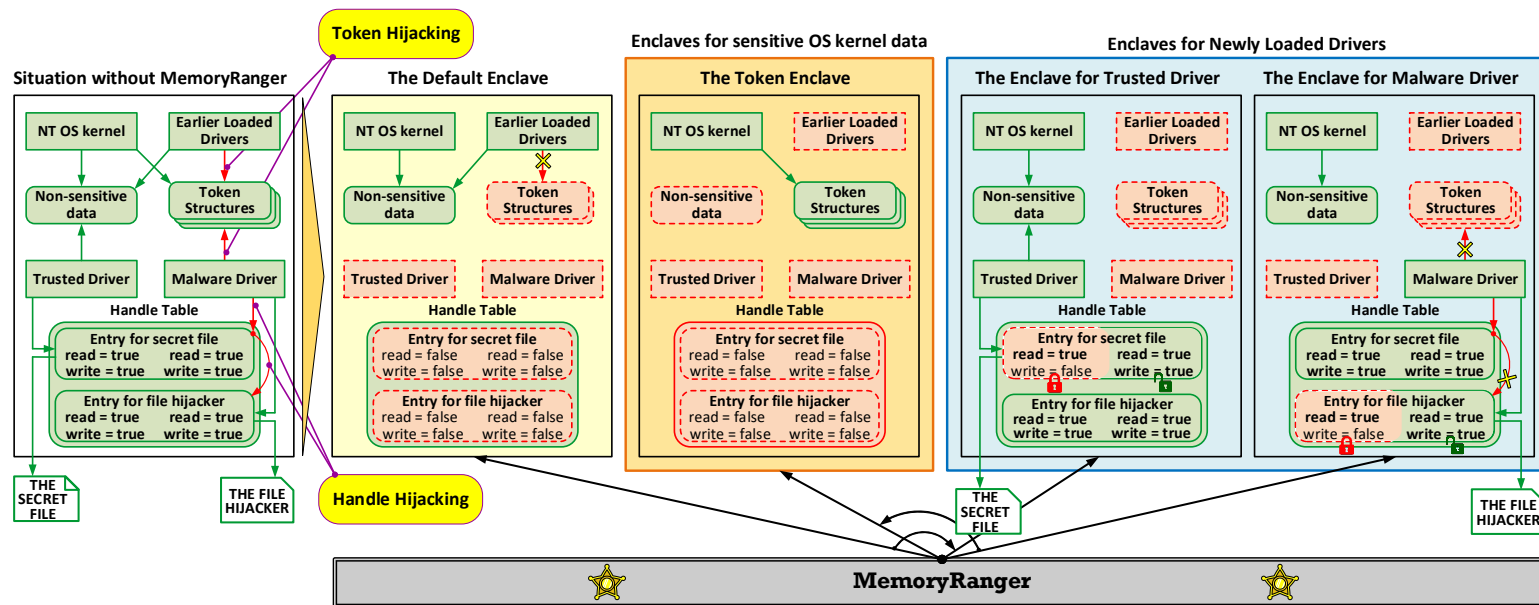 Token Hijacking
Situation without MemoryRanger
NT OS kernel
Earlier Loaded
Drivers
Non-sensitive
data
Token
Structures
Trusted Driver
Malware Driver
Handle Table
Entry for secret file
read = true read = true
write = true write = true
Entry for file hijacker
read = true read = true
write = true write = true
THE
SECRET
FILE
THE FILE
HIJACKER
Handle Hijacking
The Default Enclave
NT OS kernel
Earlier Loaded
Drivers
Non-sensitive
data
Token
Structures
Trusted Driver
Malware Driver
Handle Table
Entry for secret file
read = false read = false
write = false write = false
Entry for file hijacker
read = false read = false
write = false write = false
Enclaves for sensitive OS kernel data
The Token Enclave
NT OS kernel
Earlier Loaded
Drivers
Non-sensitive
data
Token
Structures
Trusted Driver
Malware Driver
Handle Table
Entry for secret file
read = false read = false
write = false write = false
Entry for file hijacker
read = false read = false
write = false write = false
Enclaves for Newly Loaded Drivers
The Enclave for Trusted Driver
NT OS kernel
Earlier Loaded
Drivers
Non-sensitive
data
Token
Structures
Trusted Driver
Malware Driver
Handle Table
Entry for secret file
read = true read = true
write = false write = true
Entry for file hijacker
read = true read = true
write = true write = true
THE
SECRET
FILE
The Enclave for Malware Driver
NT OS kernel
Earlier Loaded
Drivers
Non-sensitive
data
Token
Structures
Trusted Driver
Malware Driver
Handle Table
Entry for secret file
read = true read = true
write = true write = true
Entry for file hijacker
read = true read = true
write = false write = true
THE FILE
HIJACKER
MemoryRanger